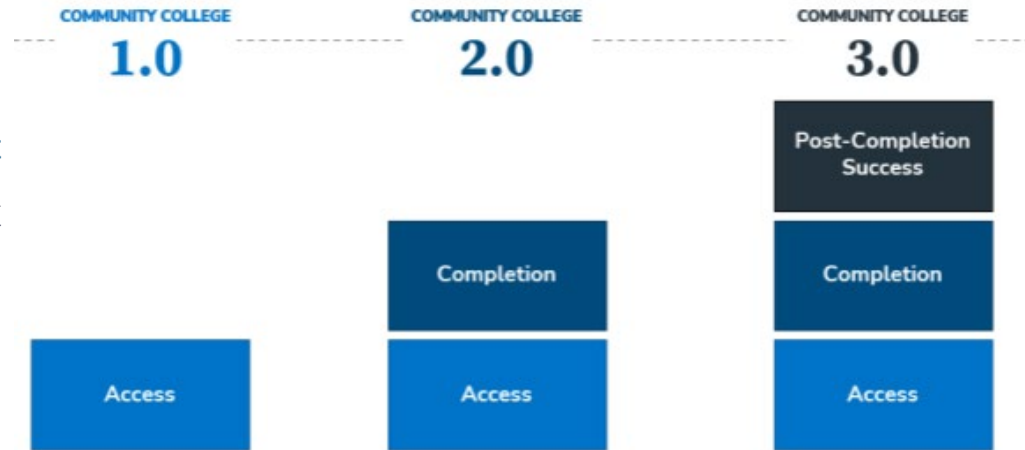 COMMUNITY COLLEGE
1.0
COMMUNITY COLLEGE
2.0
COMMUNITY COLLEGE
3.0
Post-Completion
Success
Completion
Completion
Access
Access
Access